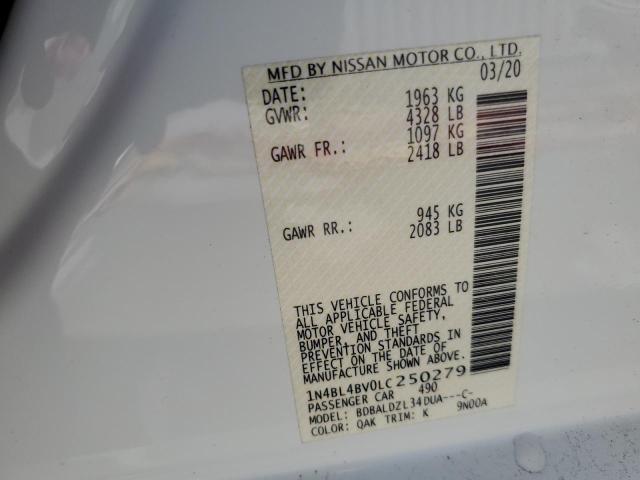 MFD BY NISSAN MOTOR CO., LTD.
DATE: 03/20
GVWR: 1963 KG
4328 LB
GAWR FR.: 1097 KG
2418 LB
GAWR RR.: 945 KG
2083 LB
THIS VEHICLE CONFORMS TO
ALL APPLICABLE FEDERAL
MOTOR VEHICLE SAFETY,
BUMPER, AND THEFT
PREVENTION STANDARDS IN
EFFECT ON THE DATE OF
MANUFACTURE SHOWN ABOVE.
1N4BL4BV0LC250279
PASSENGER CAR 490
MODEL: BDBALDZL34DUA---C-
COLOR: QAK TRIM: K 9N00A